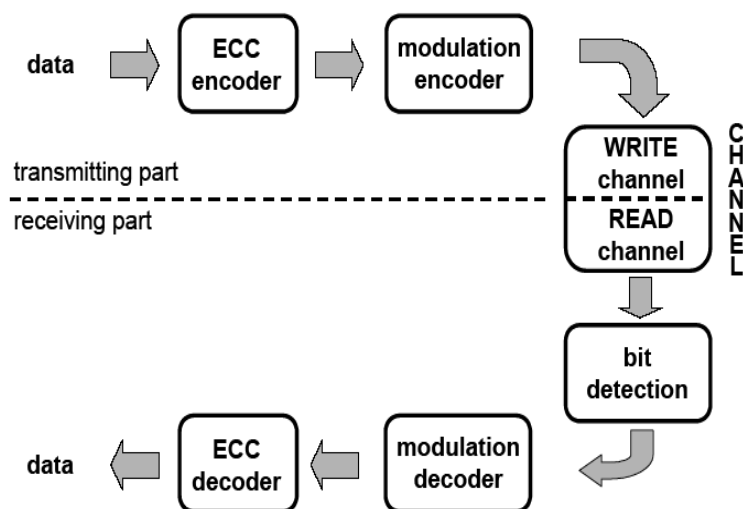 data
ECC
encoder
modulation
encoder
transmitting part
receiving part
WRITE
channel
READ
channel
CHANNEL
bit
detection
modulation
decoder
ECC
decoder
data